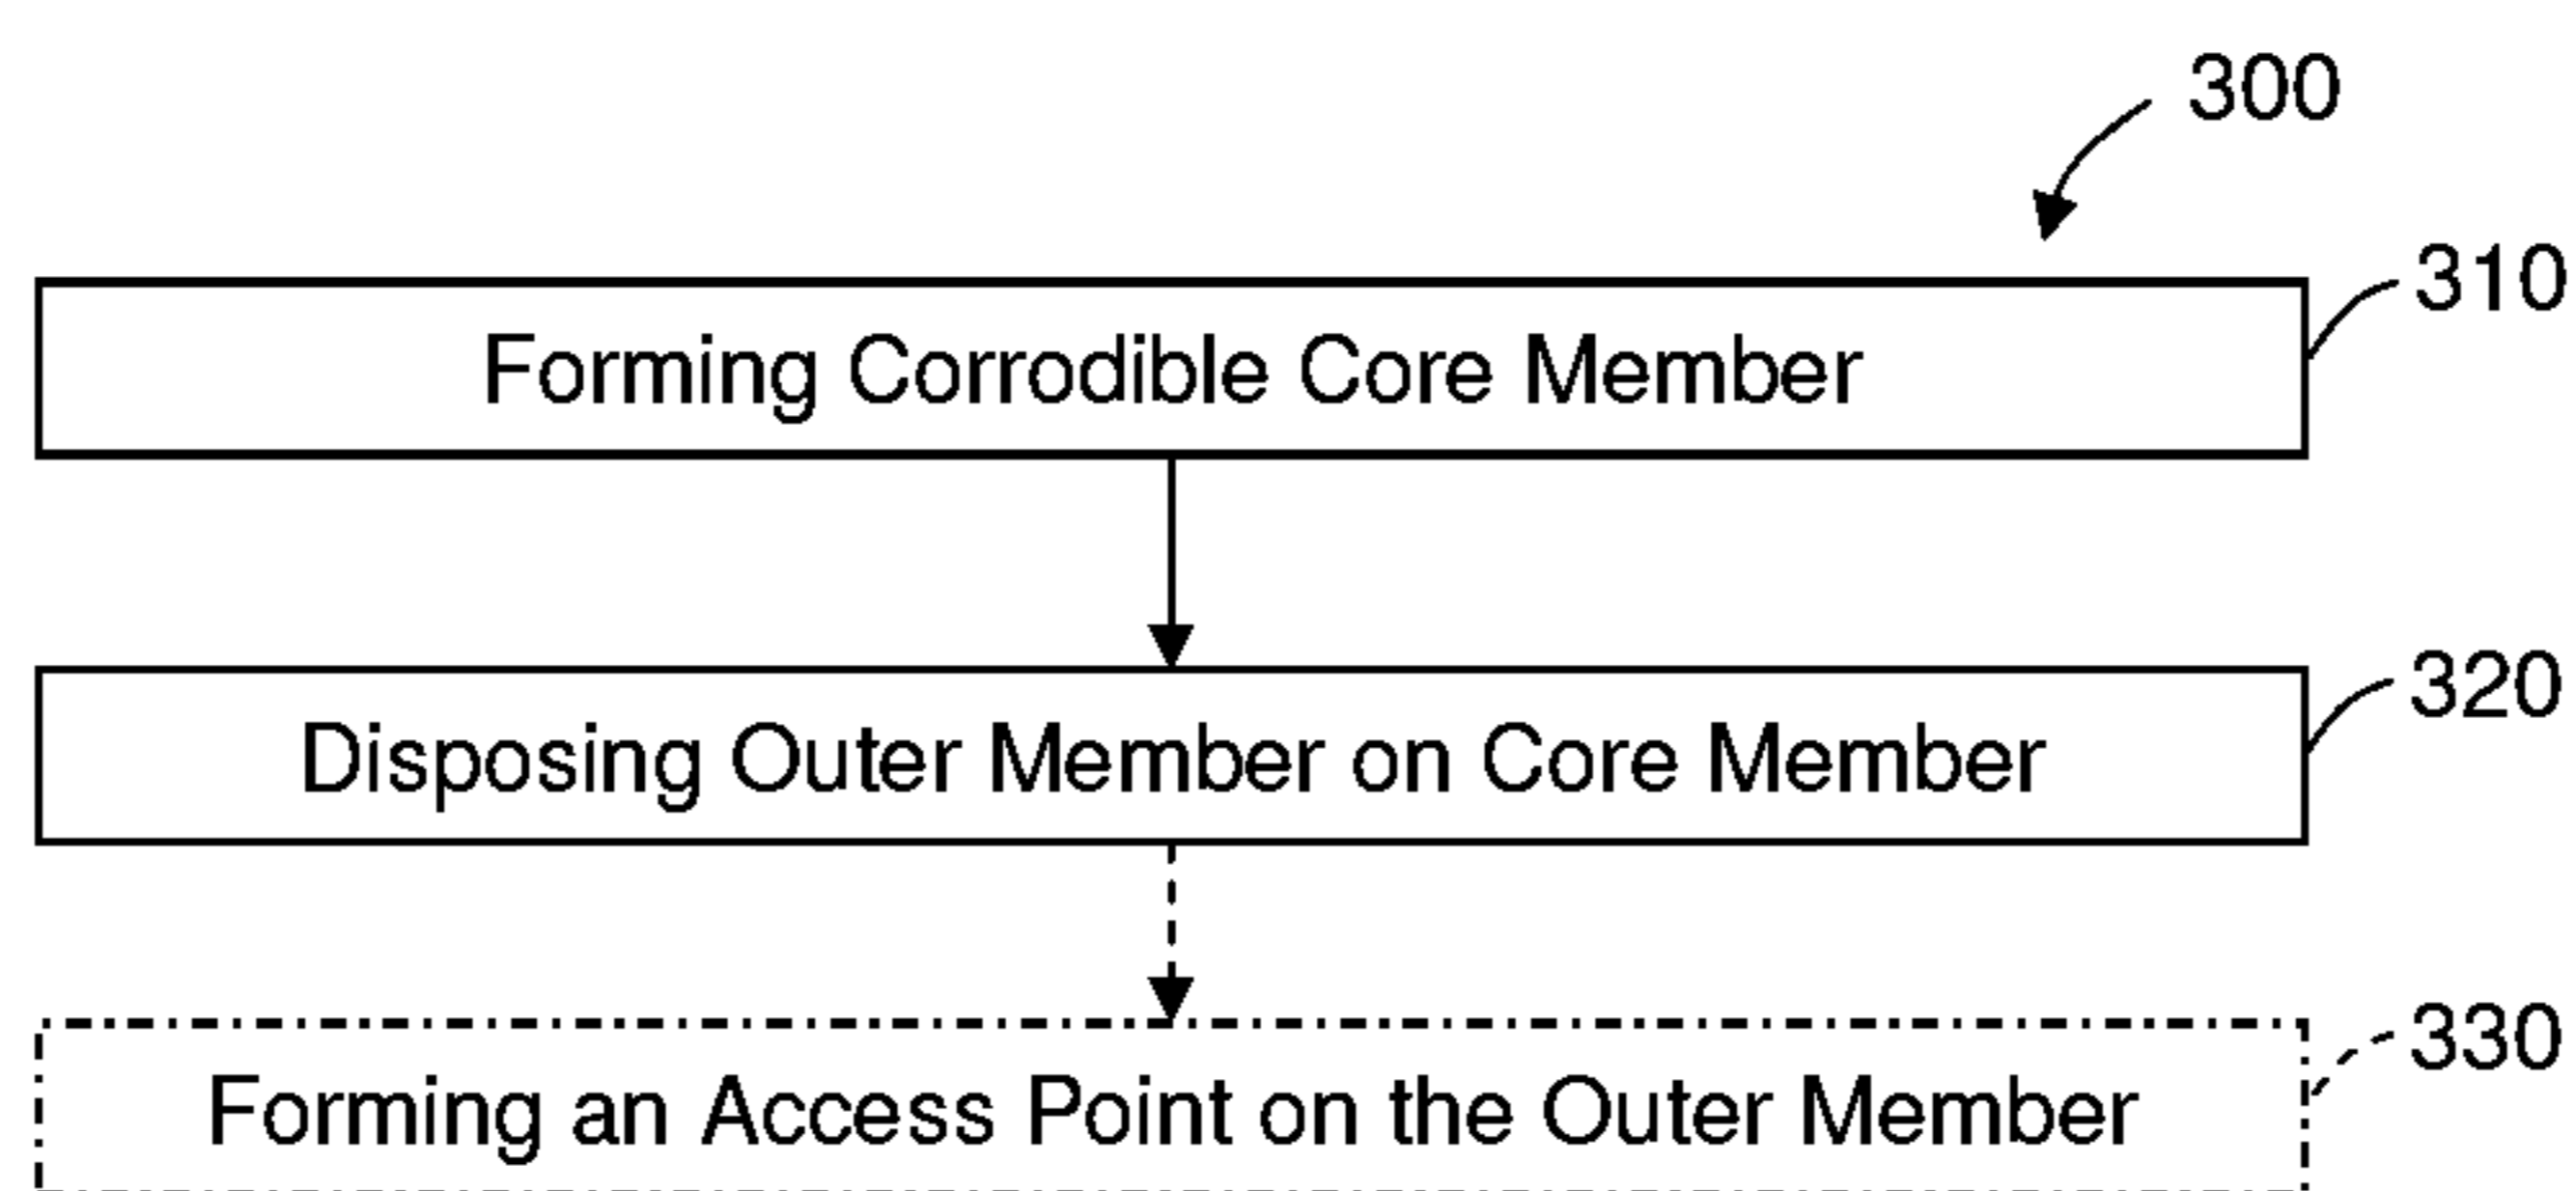 300
310
Forming Corrodible Core Member
320
Disposing Outer Member on Core Member
330
Forming an Access Point on the Outer Member